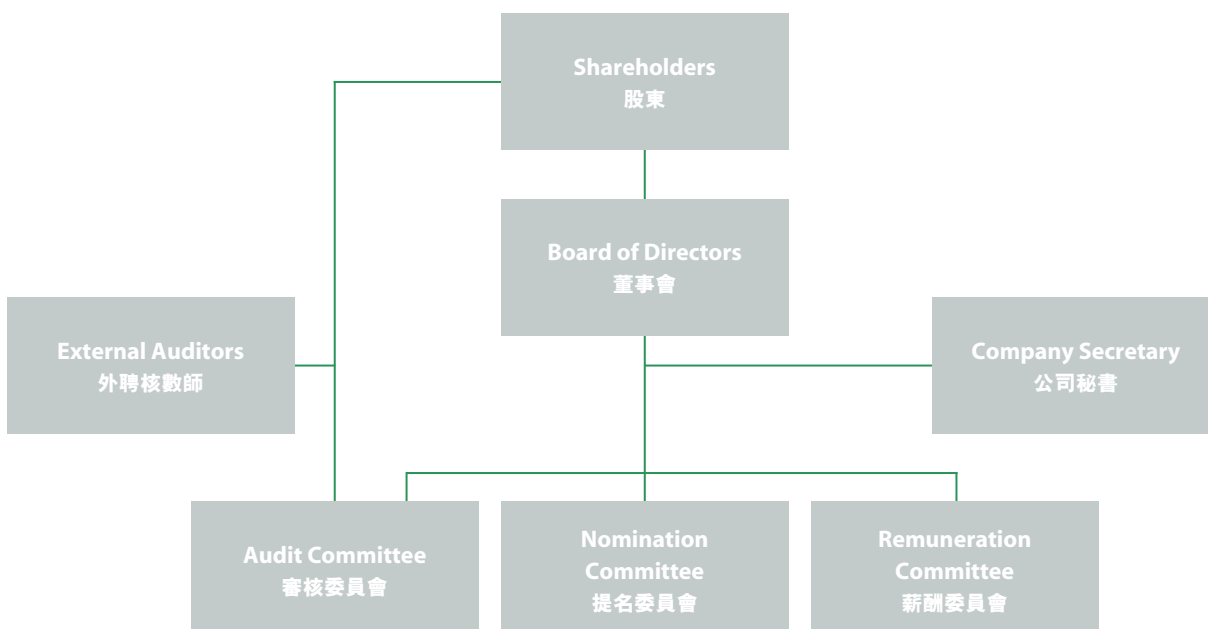 Shareholders
股東
Board of Directors
董事會
External Auditors
外聘核數師
Company Secretary
公司秘書
Audit Committee
審核委員會
Nomination
Committee
提名委員會
Remuneration
Committee
薪酬委員會